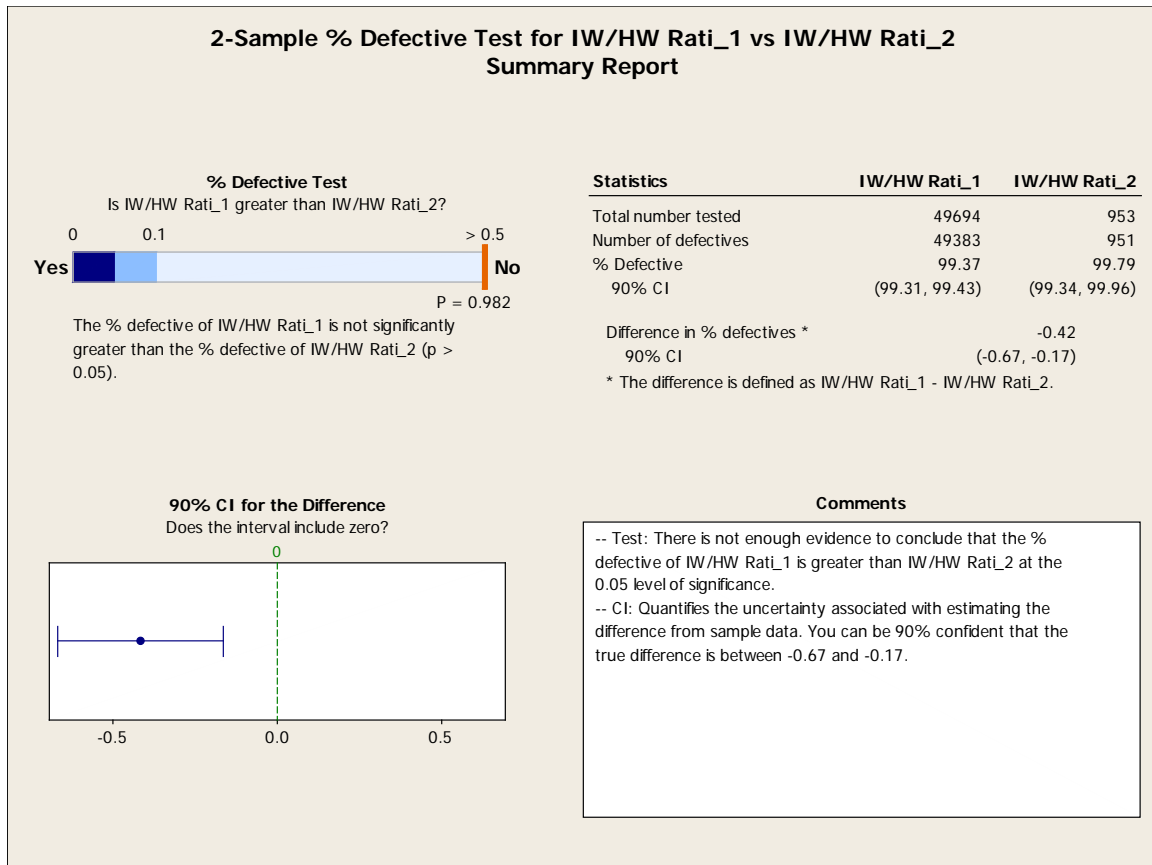 2-Sample % Defective Test for IW/HW Rati_1 vs IW/HW Rati_2
Summary Report
% Defective Test
Is IW/HW Rati_1 greater than IW/HW Rati_2?
0 0.1 > 0.5
Yes No
P = 0.982
The % defective of IW/HW Rati_1 is not significantly
greater than the % defective of IW/HW Rati_2 (p >
0.05).
Statistics IW/HW Rati_1 IW/HW Rati_2
Total number tested 49694 953
Number of defectives 49383 951
% Defective 99.37 99.79
90% CI (99.31, 99.43) (99.34, 99.96)
Difference in % defectives * -0.42
90% CI (-0.67, -0.17)
* The difference is defined as IW/HW Rati_1 - IW/HW Rati_2.
90% CI for the Difference
Does the interval include zero?
0
-0.5 0.0 0.5
Comments
-- Test: There is not enough evidence to conclude that the %
defective of IW/HW Rati_1 is greater than IW/HW Rati_2 at the
0.05 level of significance.
-- CI: Quantifies the uncertainty associated with estimating the
difference from sample data. You can be 90% confident that the
true difference is between -0.67 and -0.17.